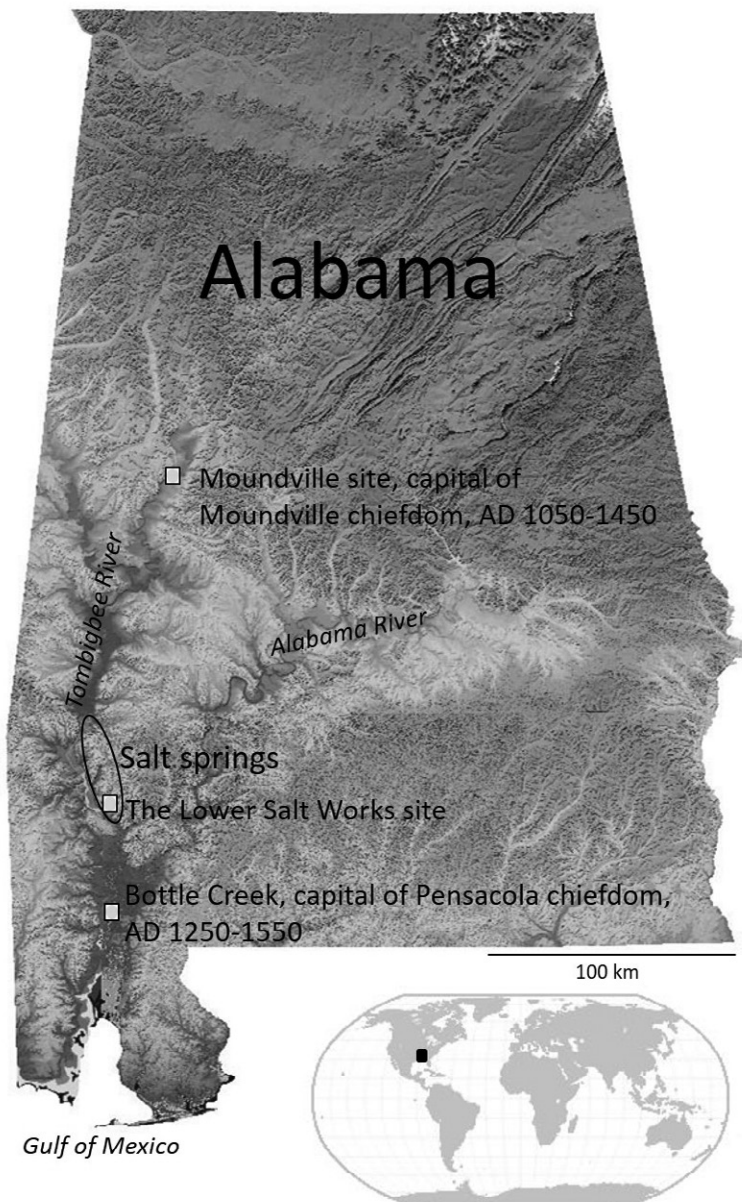 Alabama
Moundville site, capital of
Moundville chiefdom, AD 1050-1450
Tombigbee River
Alabama River
Salt springs
The Lower Salt Works site
Bottle Creek, capital of Pensacola chiefdom,
AD 1250-1550
100 km
Gulf of Mexico